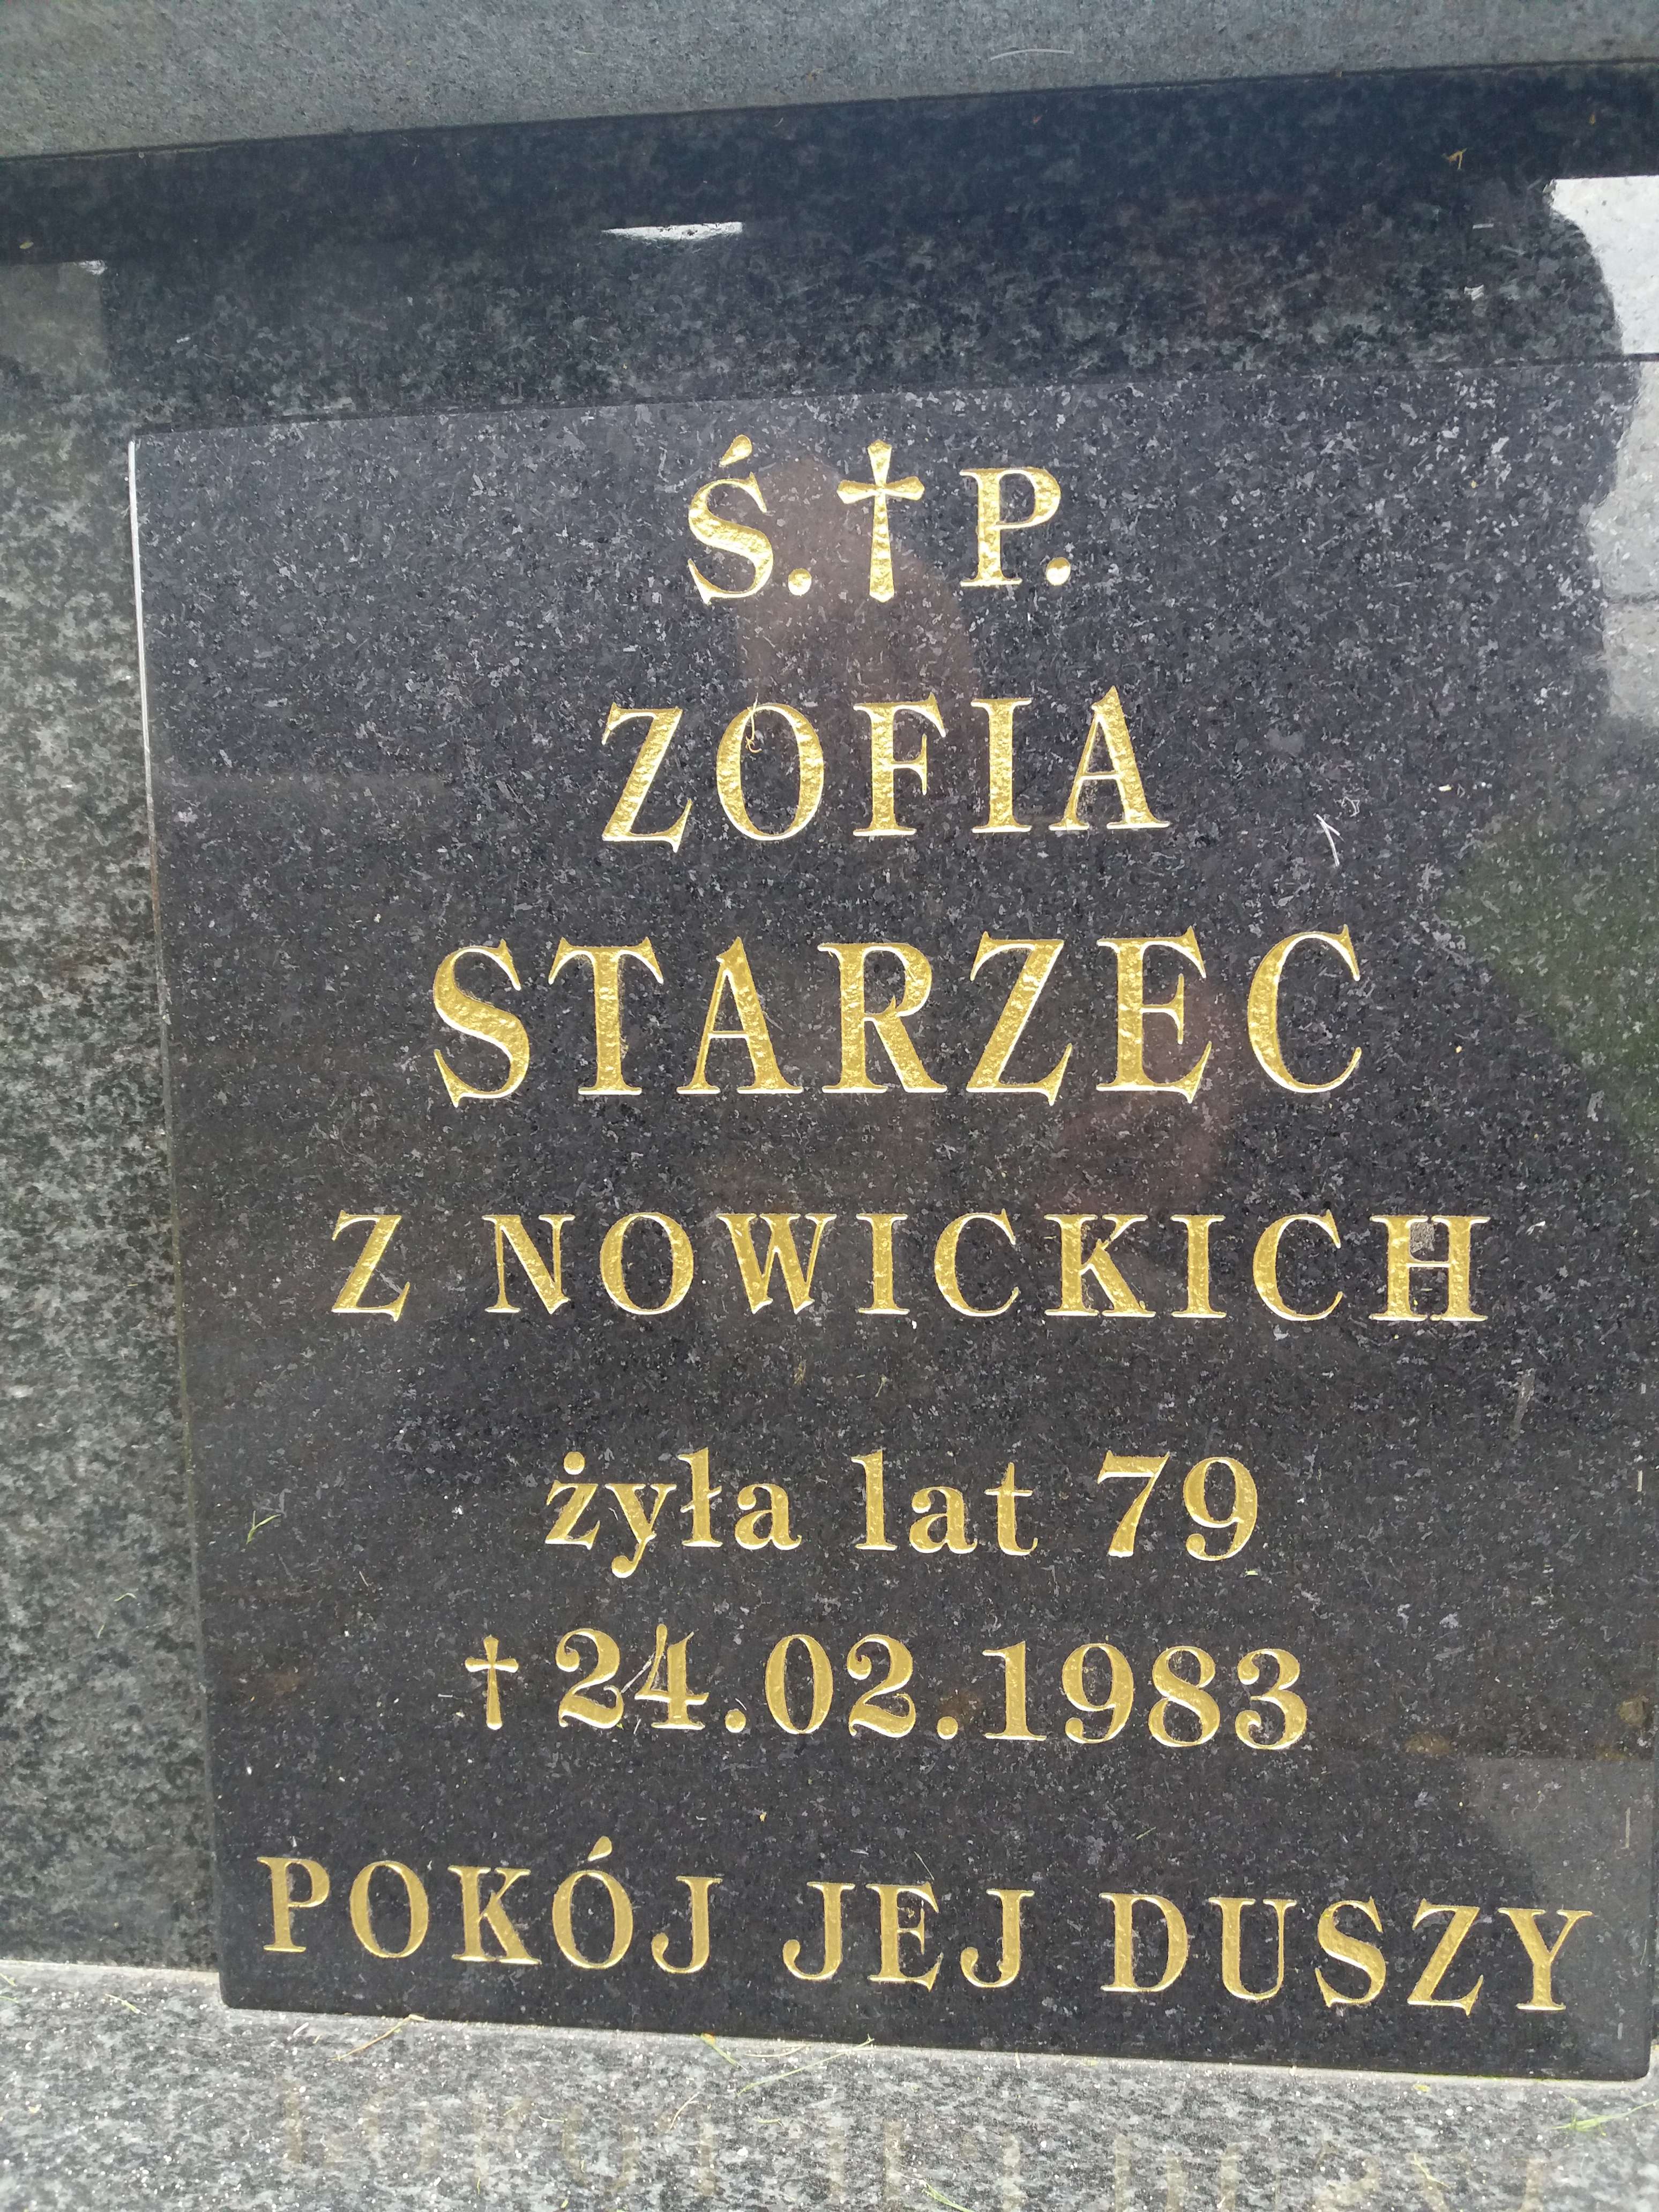 Ś.†P.
ZOFIA
STARZEC
Z NOWICKICH
żyła lat 79
†24.02.1983
POKÓJ JEJ DUSZY